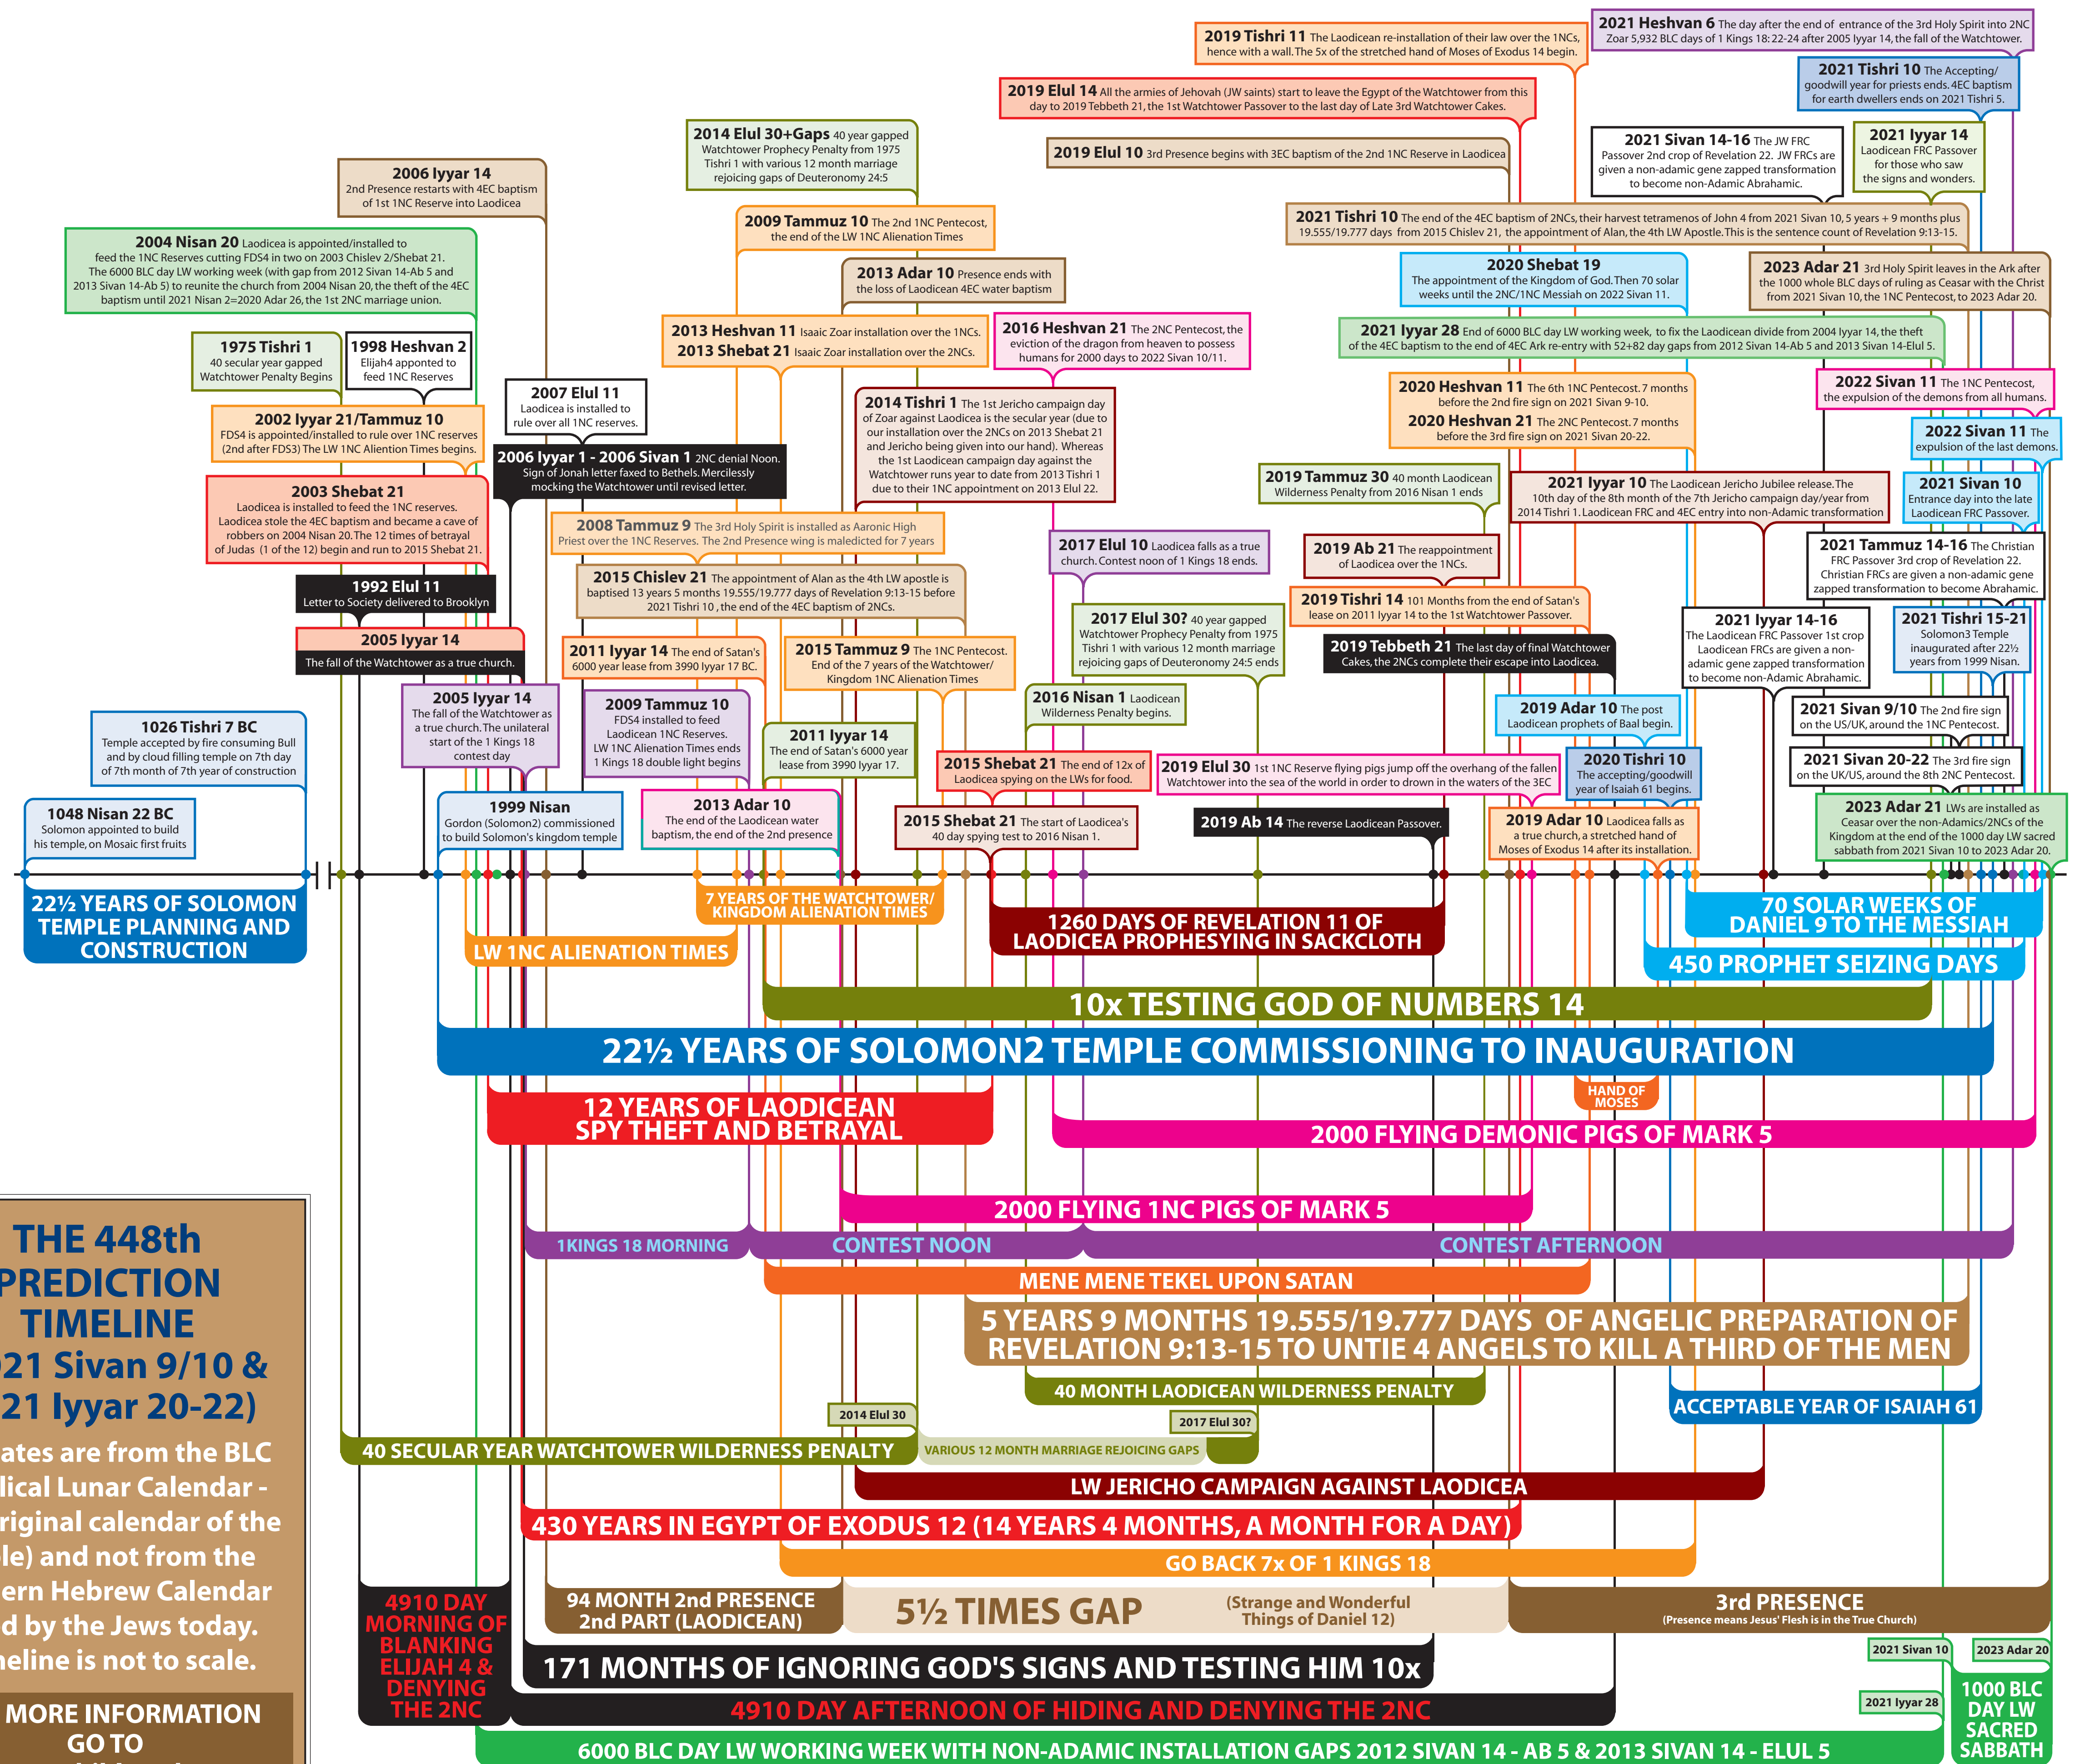 2021 Heshvan 6 The day after the end of entrance of the 3rd Holy Spirit into 2NC
Zoar 5,932 BLC days of 1 Kings 18: 22-24 after 2005 Iyyar 14, the fall of the Watchtower.
2019 Tishri 11 The Laodicean re-installation of their law over the 1NCs,
hence with a wall. The 5x of the stretched hand of Moses of Exodus 14 begin.
2021 Tishri 10 The Accepting/
goodwill year for priests ends. 4EC baptism
for earth dwellers ends on 2021 Tishri 5.
2019 Elul 14 All the armies of Jehovah (JW saints) start to leave the Egypt of the Watchtower from this
day to 2019 Tebbeth 21, the 1st Watchtower Passover to the last day of Late 3rd Watchtower Cakes.
2014 Elul 30+Gaps 40 year gapped
Watchtower Prophecy Penalty from 1975
Tishri 1 with various 12 month marriage
rejoicing gaps of Deuteronomy 24:5
2019 Elul 10 3rd Presence begins with 3EC baptism of the 2nd 1NC Reserve in Laodicea
2021 Sivan 14-16 The JW FRC
Passover 2nd crop of Revelation 22. JW FRCs are
given a non-adamic gene zapped transformation
to become non-Adamic Abrahamic.
2021 Iyyar 14
Laodicean FRC Passover
for those who saw
the signs and wonders.
2006 Iyyar 14
2nd Presence restarts with 4EC baptism
of 1st 1NC Reserve into Laodicea
2009 Tammuz 10 The 2nd 1NC Pentecost,
the end of the LW 1NC Alienation Times
2021 Tishri 10 The end of the 4EC baptism of 2NCs, their harvest tetramenos of John 4 from 2021 Sivan 10, 5 years + 9 months plus
19.555/19.777 days from 2015 Chislev 21, the appointment of Alan, the 4th LW Apostle. This is the sentence count of Revelation 9:13-15.
2004 Nisan 20 Laodicea is appointed/installed to
feed the 1NC Reserves cutting FDS4 in two on 2003 Chislev 2/Shebat 21.
The 6000 BLC day LW working week (with gap from 2012 Sivan 14-Ab 5 and
2013 Sivan 14-Ab 5) to reunite the church from 2004 Nisan 20, the theft of the 4EC
baptism until 2021 Nisan 2=2020 Adar 26, the 1st 2NC marriage union.
2013 Adar 10 Presence ends with
the loss of Laodicean 4EC water baptism
2020 Shebat 19
The appointment of the Kingdom of God. Then 70 solar
weeks until the 2NC/1NC Messiah on 2022 Sivan 11.
2023 Adar 21 3rd Holy Spirit leaves in the Ark after
the 1000 whole BLC days of ruling as Ceasar with the Christ
from 2021 Sivan 10, the 1NC Pentecost, to 2023 Adar 20.
2013 Heshvan 11 Isaaic Zoar installation over the 1NCs.
2013 Shebat 21 Isaaic Zoar installation over the 2NCs.
2016 Heshvan 21 The 2NC Pentecost, the
eviction of the dragon from heaven to possess
humans for 2000 days to 2022 Sivan 10/11.
2021 Iyyar 28 End of 6000 BLC day LW working week, to fix the Laodicean divide from 2004 Iyyar 14, the theft
of the 4EC baptism to the end of 4EC Ark re-entry with 52+82 day gaps from 2012 Sivan 14-Ab 5 and 2013 Sivan 14-Elul 5.
1975 Tishri 1
40 secular year gapped
Watchtower Penalty Begins
1998 Heshvan 2
Elijah4 apponted to
feed 1NC Reserves
2007 Elul 11
Laodicea is installed to
rule over all 1NC reserves.
2014 Tishri 1 The 1st Jericho campaign day
of Zoar against Laodicea is the secular year (due to
our installation over the 2NCs on 2013 Shebat 21
and Jericho being given into our hand). Whereas
the 1st Laodicean campaign day against the
Watchtower runs year to date from 2013 Tishri 1
due to their 1NC appointment on 2013 Elul 22.
2020 Heshvan 11 The 6th 1NC Pentecost. 7 months
before the 2nd fire sign on 2021 Sivan 9-10.
2020 Heshvan 21 The 2NC Pentecost. 7 months
before the 3rd fire sign on 2021 Sivan 20-22.
2022 Sivan 11 The 1NC Pentecost,
the expulsion of the demons from all humans.
2002 Iyyar 21/Tammuz 10
FDS4 is appointed/installed to rule over 1NC reserves
(2nd after FDS3) The LW 1NC Aliention Times begins.
2022 Sivan 11 The
expulsion of the last demons.
2006 Iyyar 1 - 2006 Sivan 1 2NC denial Noon.
Sign of Jonah letter faxed to Bethels. Mercilessly
mocking the Watchtower until revised letter.
2019 Tammuz 30 40 month Laodicean
Wilderness Penalty from 2016 Nisan 1 ends
2021 Iyyar 10 The Laodicean Jericho Jubilee release. The
10th day of the 8th month of the 7th Jericho campaign day/year from
2014 Tishri 1. Laodicean FRC and 4EC entry into non-Adamic transformation
2021 Sivan 10
Entrance day into the late
Laodicean FRC Passover.
2003 Shebat 21
Laodicea is installed to feed the 1NC reserves.
Laodicea stole the 4EC baptism and became a cave of
robbers on 2004 Nisan 20. The 12 times of betrayal
of Judas (1 of the 12) begin and run to 2015 Shebat 21.
2008 Tammuz 9 The 3rd Holy Spirit is installed as Aaronic High
Priest over the 1NC Reserves. The 2nd Presence wing is maledicted for 7 years
2017 Elul 10 Laodicea falls as a true
church. Contest noon of 1 Kings 18 ends.
2019 Ab 21 The reappointment
of Laodicea over the 1NCs.
2021 Tammuz 14-16 The Christian
FRC Passover 3rd crop of Revelation 22.
Christian FRCs are given a non-adamic gene
zapped transformation to become Abrahamic.
1992 Elul 11
Letter to Society delivered to Brooklyn
2015 Chislev 21 The appointment of Alan as the 4th LW apostle is
baptised 13 years 5 months 19.555/19.777 days of Revelation 9:13-15 before
2021 Tishri 10 , the end of the 4EC baptism of 2NCs.
2019 Tishri 14 101 Months from the end of Satan's
lease on 2011 Iyyar 14 to the 1st Watchtower Passover.
2017 Elul 30? 40 year gapped
Watchtower Prophecy Penalty from 1975
Tishri 1 with various 12 month marriage
rejoicing gaps of Deuteronomy 24:5 ends
2021 Iyyar 14-16
The Laodicean FRC Passover 1st crop
Laodicean FRCs are given a non-
adamic gene zapped transformation
to become non-Adamic Abrahamic.
2021 Tishri 15-21
Solomon3 Temple
inaugurated after 22½
years from 1999 Nisan.
2005 Iyyar 14
The fall of the Watchtower as a true church.
2011 Iyyar 14 The end of Satan's
6000 year lease from 3990 Iyyar 17 BC.
2015 Tammuz 9 The 1NC Pentecost.
End of the 7 years of the Watchtower/
Kingdom 1NC Alienation Times
2019 Tebbeth 21 The last day of final Watchtower
Cakes, the 2NCs complete their escape into Laodicea.
2005 Iyyar 14
The fall of the Watchtower as
a true church. The unilateral
start of the 1 Kings 18
contest day
2009 Tammuz 10
FDS4 installed to feed
Laodicean 1NC Reserves.
LW 1NC Alienation Times ends
1 Kings 18 double light begins
2016 Nisan 1 Laodicean
Wilderness Penalty begins.
2019 Adar 10 The post
Laodicean prophets of Baal begin.
2021 Sivan 9/10 The 2nd fire sign
on the US/UK, around the 1NC Pentecost.
1026 Tishri 7 BC
Temple accepted by fire consuming Bull
and by cloud filling temple on 7th day
of 7th month of 7th year of construction
2011 Iyyar 14
The end of Satan's 6000 year
lease from 3990 Iyyar 17.
2015 Shebat 21 The end of 12x of
Laodicea spying on the LWs for food.
2019 Elul 30 1st 1NC Reserve flying pigs jump off the overhang of the fallen
Watchtower into the sea of the world in order to drown in the waters of the 3EC
2020 Tishri 10
The accepting/goodwill
year of Isaiah 61 begins.
2021 Sivan 20-22 The 3rd fire sign
on the UK/US, around the 8th 2NC Pentecost.
1048 Nisan 22 BC
Solomon appointed to build
his temple, on Mosaic first fruits
1999 Nisan
Gordon (Solomon2) commissioned
to build Solomon's kingdom temple
2013 Adar 10
The end of the Laodicean water
baptism, the end of the 2nd presence
2015 Shebat 21 The start of Laodicea's
40 day spying test to 2016 Nisan 1.
2019 Ab 14 The reverse Laodicean Passover.
2019 Adar 10 Laodicea falls as
a true church, a stretched hand of
Moses of Exodus 14 after its installation.
2023 Adar 21 LWs are installed as
Ceasar over the non-Adamics/2NCs of the
Kingdom at the end of the 1000 day LW sacred
sabbath from 2021 Sivan 10 to 2023 Adar 20.
22½ YEARS OF SOLOMON
TEMPLE PLANNING AND
CONSTRUCTION
7 YEARS OF THE WATCHTOWER/
KINGDOM ALIENATION TIMES
LW 1NC ALIENATION TIMES
1260 DAYS OF REVELATION 11 OF
LAODICEA PROPHESYING IN SACKCLOTH
70 SOLAR WEEKS OF
DANIEL 9 TO THE MESSIAH
450 PROPHET SEIZING DAYS
10x TESTING GOD OF NUMBERS 14
22½ YEARS OF SOLOMON2 TEMPLE COMMISSIONING TO INAUGURATION
HAND OF
MOSES
12 YEARS OF LAODICEAN
SPY THEFT AND BETRAYAL
2000 FLYING DEMONIC PIGS OF MARK 5
2000 FLYING 1NC PIGS OF MARK 5
1KINGS 18 MORNING
CONTEST NOON
CONTEST AFTERNOON
MENE MENE TEKEL UPON SATAN
5 YEARS 9 MONTHS 19.555/19.777 DAYS OF ANGELIC PREPARATION OF
REVELATION 9:13-15 TO UNTIE 4 ANGELS TO KILL A THIRD OF THE MEN
40 MONTH LAODICEAN WILDERNESS PENALTY
ACCEPTABLE YEAR OF ISAIAH 61
2014 Elul 30
2017 Elul 30?
40 SECULAR YEAR WATCHTOWER WILDERNESS PENALTY
VARIOUS 12 MONTH MARRIAGE REJOICING GAPS
LW JERICHO CAMPAIGN AGAINST LAODICEA
430 YEARS IN EGYPT OF EXODUS 12 (14 YEARS 4 MONTHS, A MONTH FOR A DAY)
GO BACK 7x OF 1 KINGS 18
4910 DAY
MORNING OF
BLANKING
ELIJAH 4 &
DENYING
THE 2NC
94 MONTH 2nd PRESENCE
2nd PART (LAODICEAN)
5½ TIMES GAP
(Strange and Wonderful
Things of Daniel 12)
3rd PRESENCE
(Presence means Jesus' Flesh is in the True Church)
171 MONTHS OF IGNORING GOD'S SIGNS AND TESTING HIM 10x
2021 Sivan 10
2023 Adar 20
4910 DAY AFTERNOON OF HIDING AND DENYING THE 2NC
2021 Iyyar 28
1000 BLC
DAY LW
SACRED
SABBATH
6000 BLC DAY LW WORKING WEEK WITH NON-ADAMIC INSTALLATION GAPS 2012 SIVAN 14 - AB 5 & 2013 SIVAN 14 - ELUL 5
THE 448th
PREDICTION
TIMELINE
21 Sivan 9/10 &
21 Iyyar 20-22)
ates are from the BLC
lical Lunar Calendar -
riginal calendar of the
le) and not from the
ern Hebrew Calendar
d by the Jews today.
neline is not to scale.
MORE INFORMATION
GO TO